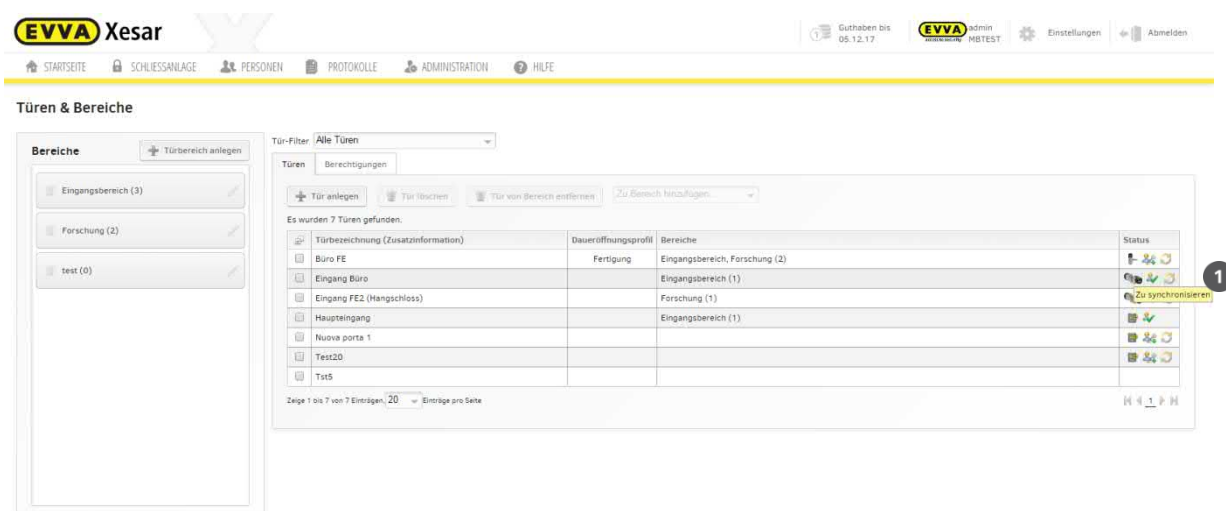 EVVA Xesar
Guthaben bis
05.12.17
EVVA admin
MBTEST
Einstellungen
Abmelden
STARTSEITE SCHLIESSANLAGE PERSONEN PROTOKOLLE ADMINISTRATION HILFE
Türen & Bereiche
Bereiche
Türbereich anlegen
Eingangsbereich (3)
Forschung (2)
test (0)
Tür-Filter Alle Türen
Türen Berechtigungen
Tür anlegen Tür löschen Tür von Bereich entfernen Zu Bereich hinzufügen...
Es wurden 7 Türen gefunden.
Türbezeichnung (Zusatzinformation) Daueröffnungsprofil Bereiche Status
Büro FE Fertigung Eingangsbereich, Forschung (2)
Eingang Büro Eingangsbereich (1)
1
Zu synchronisieren
Eingang FE2 (Hangschloss) Forschung (1)
Haupteingang Eingangsbereich (1)
Nuova porta 1
Test20
Tst5
Zeige 1 bis 7 von 7 Einträgen, 20 Einträge pro Seite
1